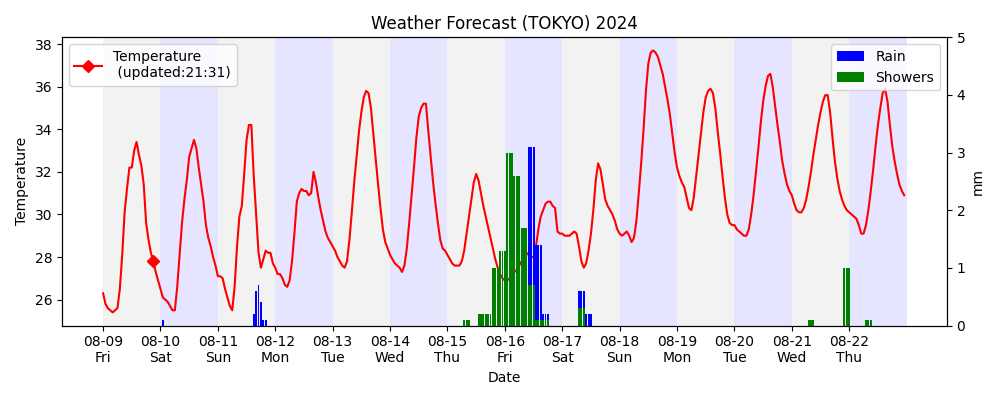 Weather Forecast (TOKYO) 2024
Temperature
(updated:21:31)
Rain
Showers
Temperature
38
36
34
32
30
28
26
5
4
3
2
1
0
mm
08-09 08-10 08-11 08-12 08-13 08-14 08-15 08-16 08-17 08-18 08-19 08-20 08-21 08-22
Fri Sat Sun Mon Tue Wed Thu Fri Sat Sun Mon Tue Wed Thu
Date